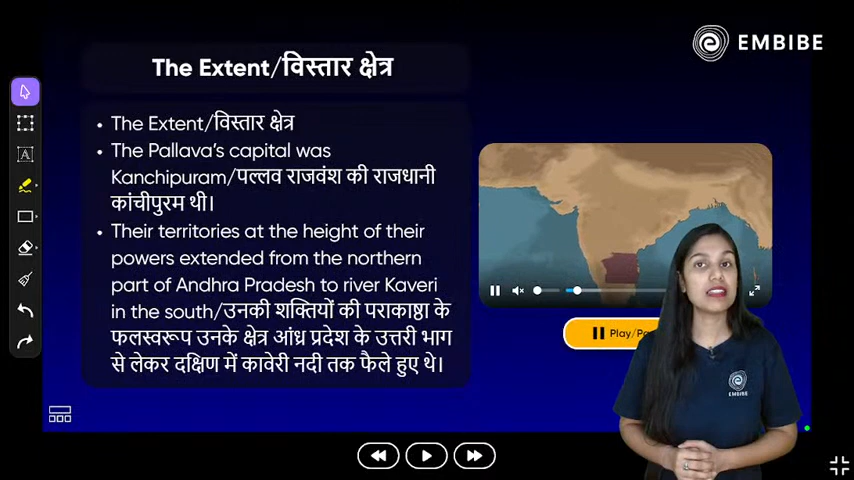 The Extent/विस्तार क्षेत्र
EMBIBE
• The Extent/विस्तार क्षेत्र
• The Pallava's capital was
Kanchipuram/पल्लव राजवंश की राजधानी
कांचीपुरम थी।
• Their territories at the height of their
powers extended from the northern
part of Andhra Pradesh to river Kaveri
in the south/उनकी शक्तियों की पराकाष्ठा के
फलस्वरूप उनके क्षेत्र आंध्र प्रदेश के उत्तरी भाग
से लेकर दक्षिण में कावेरी नदी तक फैले हुए थे।
Play/Pa
EMBIBE